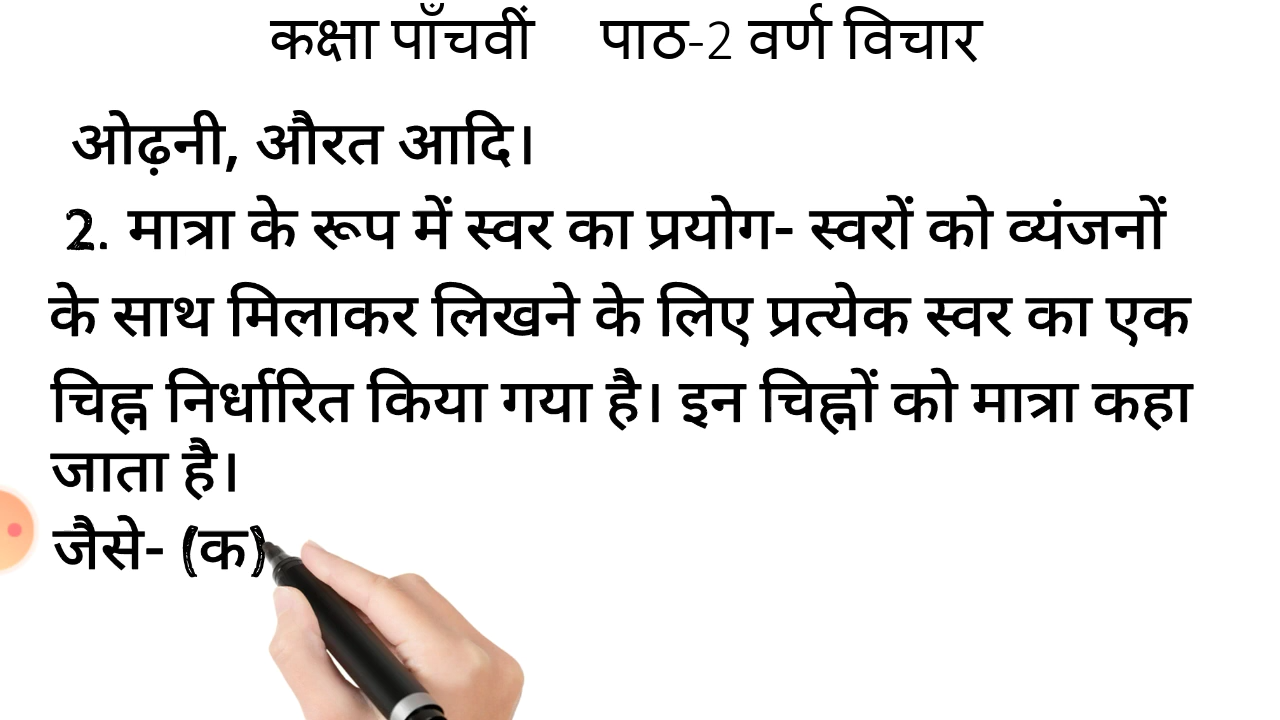 कक्षा पाँचवीं पाठ-2 वर्ण विचार
ओढ़नी, औरत आदि।
2. मात्रा के रूप में स्वर का प्रयोग- स्वरों को व्यंजनों
के साथ मिलाकर लिखने के लिए प्रत्येक स्वर का एक
चिह्न निर्धारित किया गया है। इन चिह्नों को मात्रा कहा
जाता है।
जैसे- (क)